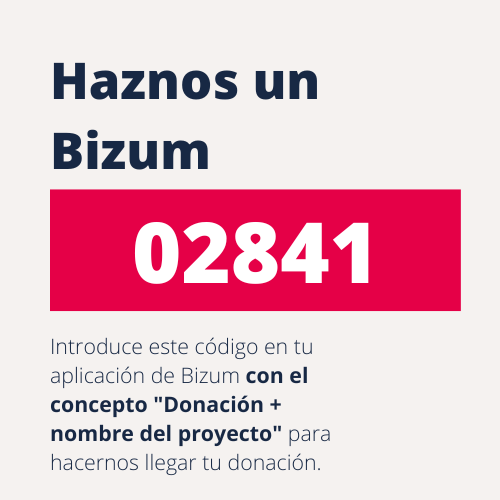 Haznos un
Bizum
02841
Introduce este código en tu
aplicación de Bizum con el
concepto "Donación +
nombre del proyecto" para
hacernos llegar tu donación.